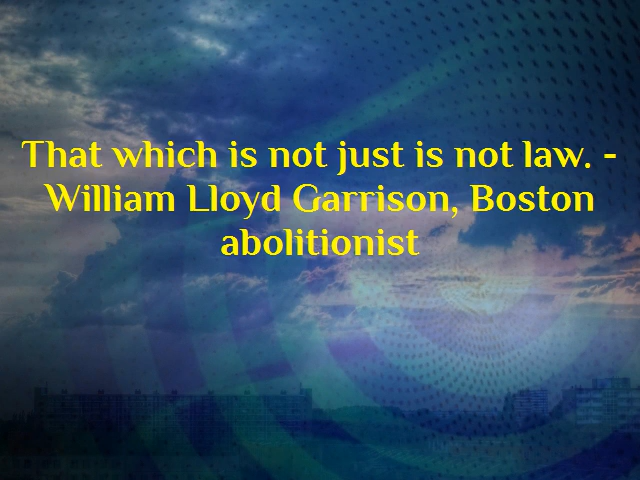 That which is not just is not law. -
William Lloyd Garrison, Boston
abolitionist